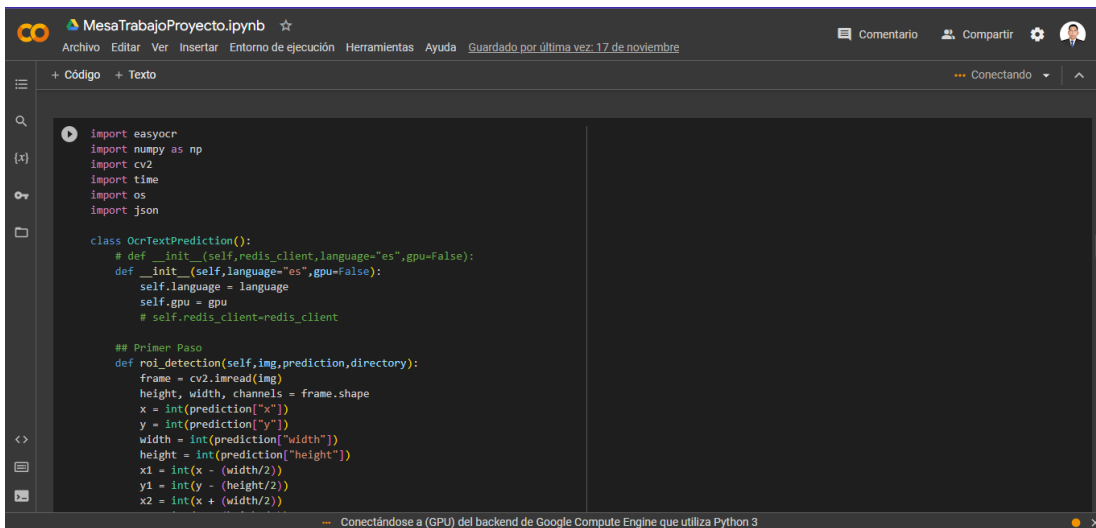 CO MesaTrabajoProyecto.ipynb
Comentario Compartir
Archivo Editar Ver Insertar Entorno de ejecución Herramientas Ayuda Guardado por última vez: 17 de noviembre
+ Código + Texto ... Conectando
import easyocr
import numpy as np
{x} import cv2
import time
import os
import json
class OcrTextPrediction():
# def __init__(self,redis_client,language="es",gpu=False):
def __init__(self,language="es",gpu=False):
self.language = language
self.gpu = gpu
# self.redis_client=redis_client
## Primer Paso
def roi_detection(self,img,prediction,directory):
frame = cv2.imread(img)
height, width, channels = frame.shape
x = int(prediction["x"])
y = int(prediction["y"])
width = int(prediction["width"])
height = int(prediction["height"])
x1 = int(x - (width/2))
y1 = int(y - (height/2))
x2 = int(x + (width/2))
... Conectándose a (GPU) del backend de Google Compute Engine que utiliza Python 3